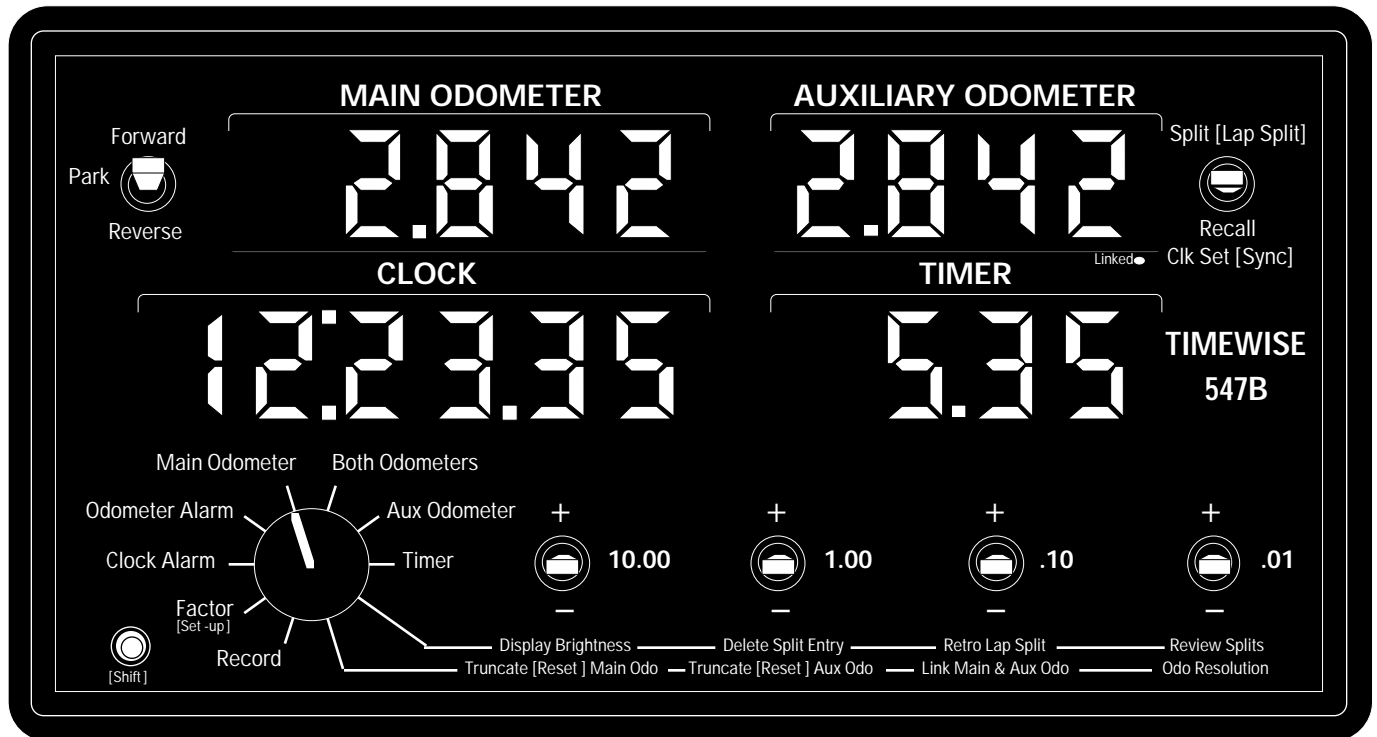 MAIN ODOMETER AUXILIARY ODOMETER
Forward
Park
Reverse
2.842 2.842
Split [Lap Split]
Recall
Linked Clk Set [Sync]
CLOCK TIMER
12:23.35 5.35
TIMEWISE
547B
Main Odometer Both Odometers
Odometer Alarm Aux Odometer
Clock Alarm Timer
Factor
[Set -up]
Record
[Shift]
+ + + +
10.00 1.00 .10 .01
– – – –
Display Brightness Delete Split Entry Retro Lap Split Review Splits
Truncate [Reset ] Main Odo Truncate [Reset ] Aux Odo Link Main & Aux Odo Odo Resolution